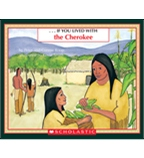 . . . IF YOU LIVED WITH
the Cherokee
SCHOLASTIC